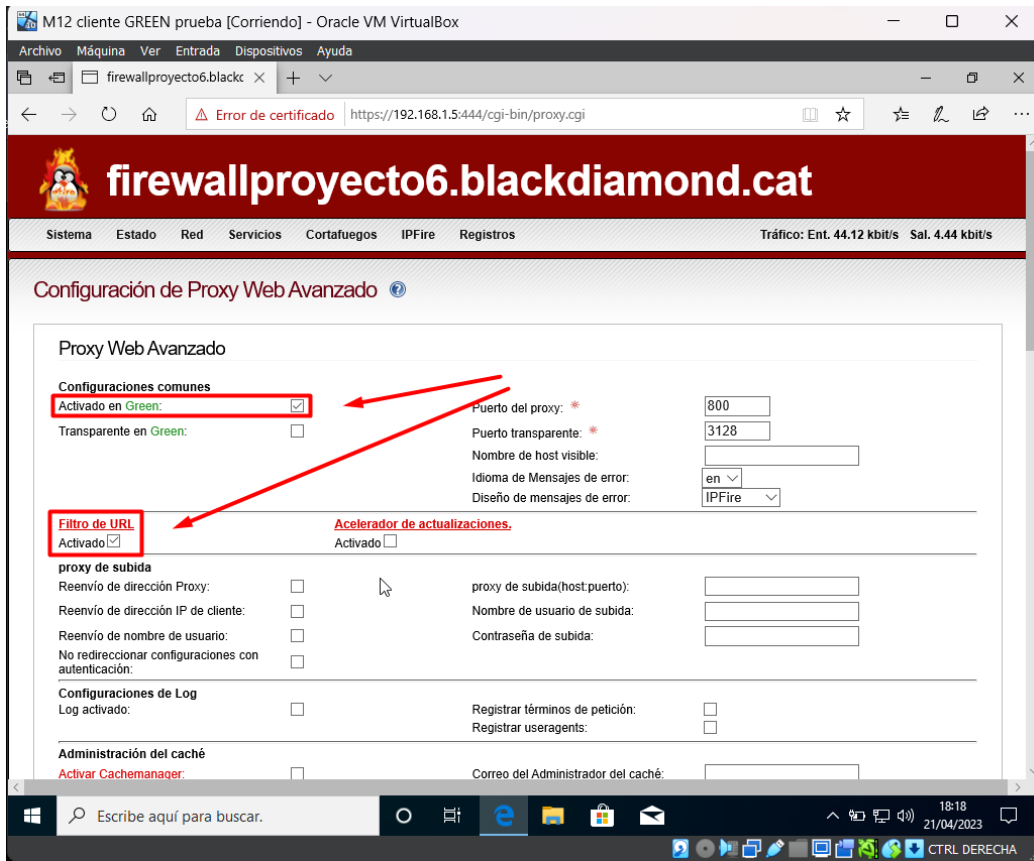 M12 cliente GREEN prueba [Corriendo] - Oracle VM VirtualBox
Archivo Máquina Ver Entrada Dispositivos Ayuda
firewallproyecto6.blackc
Error de certificado https://192.168.1.5:444/cgi-bin/proxy.cgi
firewallproyecto6.blackdiamond.cat
Sistema Estado Red Servicios Cortafuegos IPFire Registros Tráfico: Ent. 44.12 kbit/s Sal. 4.44 kbit/s
Configuración de Proxy Web Avanzado
Proxy Web Avanzado
Configuraciones comunes
Activado en Green: Puerto del proxy: * 800
Transparente en Green: Puerto transparente: * 3128
Nombre de host visible:
Idioma de Mensajes de error: en
Diseño de mensajes de error: IPFire
Filtro de URL Acelerador de actualizaciones.
Activado Activado
proxy de subida
Reenvío de dirección Proxy: proxy de subida(host:puerto):
Reenvío de dirección IP de cliente: Nombre de usuario de subida:
Reenvío de nombre de usuario: Contraseña de subida:
No redireccionar configuraciones con
autenticación:
Configuraciones de Log
Log activado: Registrar términos de petición:
Registrar useragents:
Administración del caché
Activar Cachemanager: Correo del Administrador del caché:
Escribe aquí para buscar.
18:18
21/04/2023
CTRL DERECHA